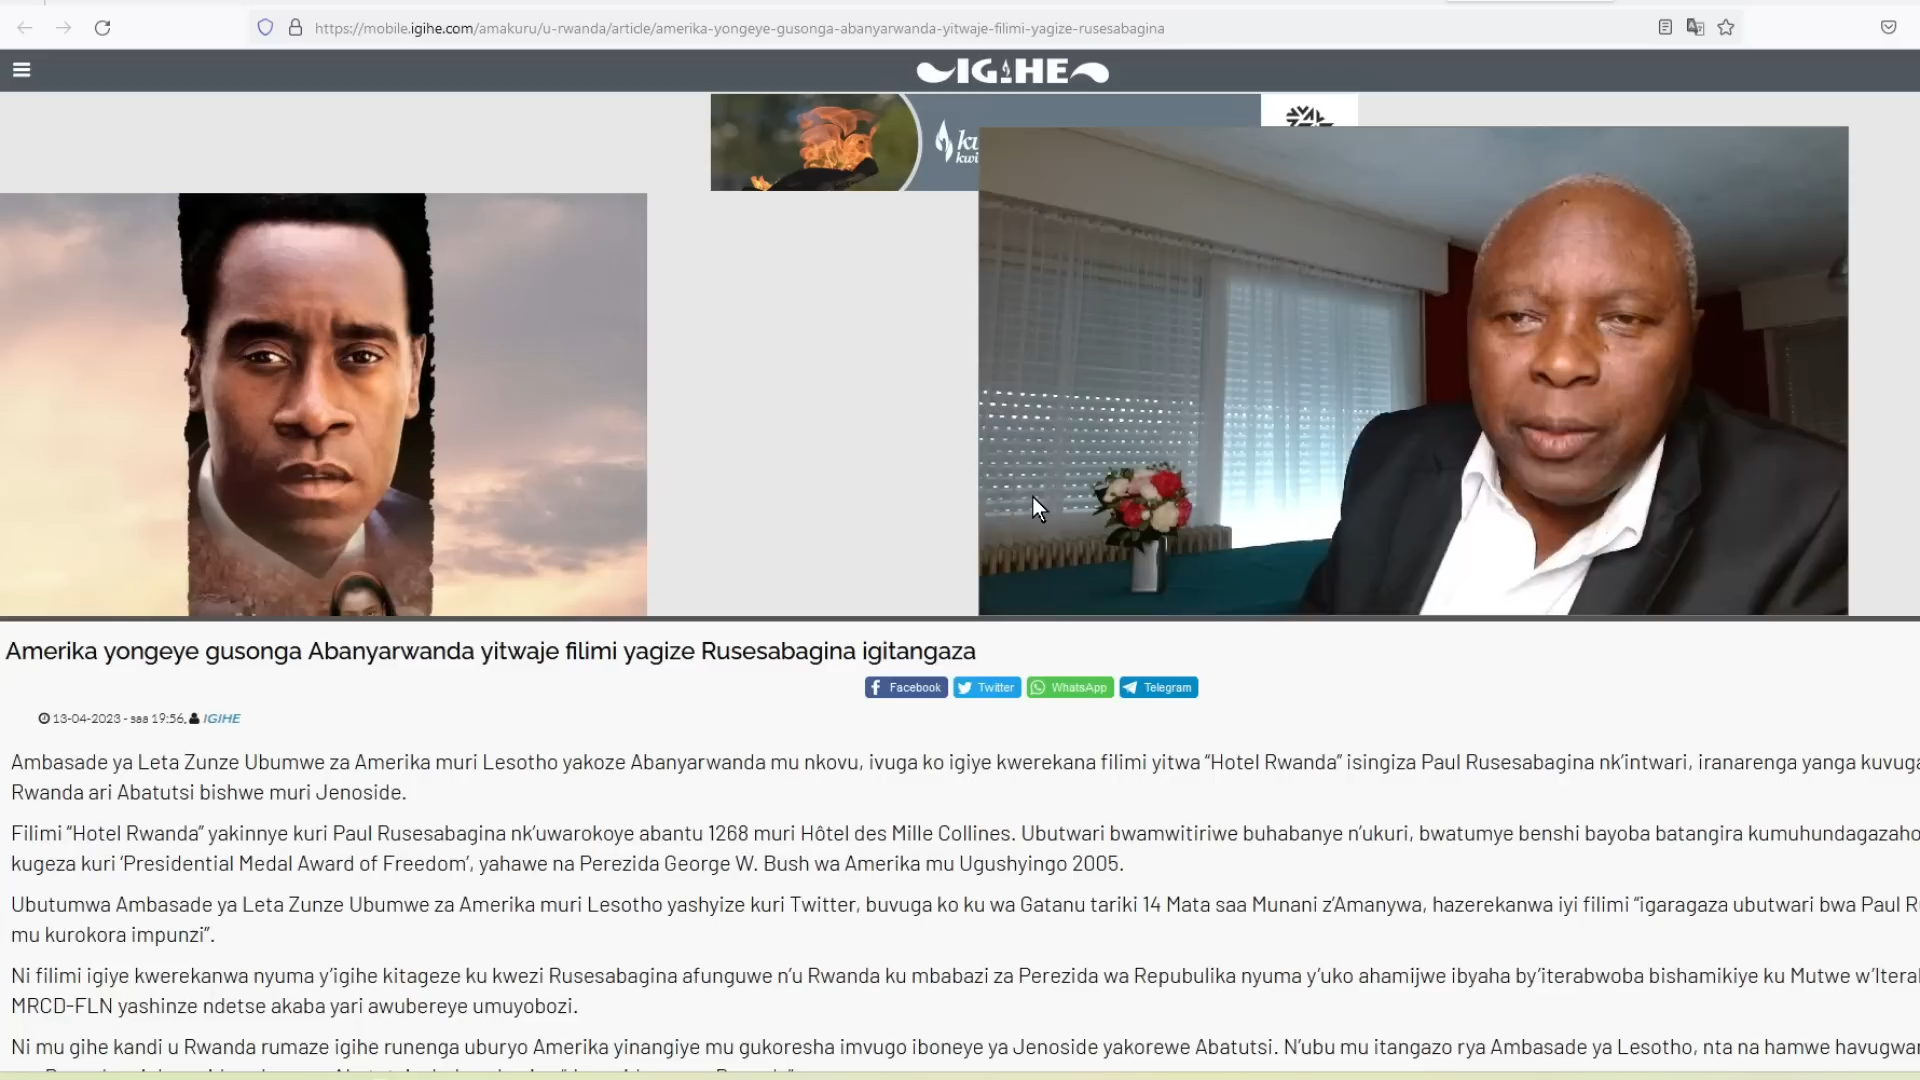 https://mobile.igihe.com/amakuru/u-rwanda/article/amerika-yongeye-gusonga-abanyarwanda-yitwaje-filimi-yagize-rusesabagina
IGIHE
Amerika yongeye gusonga Abanyarwanda yitwaje filimi yagize Rusesabagina igitangaza
Facebook Twitter WhatsApp Telegram
13-04-2023 - saa 19:56, IGIHE
Ambasade ya Leta Zunze Ubumwe za Amerika muri Lesotho yakoze Abanyarwanda mu nkovu, ivuga ko igiye kwerekana filimi yitwa “Hotel Rwanda” isingiza Paul Rusesabagina nk’intwari, iranarenga yanga
Rwanda ari Abatutsi bishwe muri Jenoside.
Filimi “Hotel Rwanda” yakinnye kuri Paul Rusesabagina nk’uwarokoye abantu 1268 muri Hôtel des Mille Collines. Ubutwari bwamwitiriwe buhabanye n’ukuri, bwatumye benshi bayoba batangira kumuhundagazaho
kugeza kuri ‘Presidential Medal Award of Freedom’, yahawe na Perezida George W. Bush wa Amerika mu Ugushyingo 2005.
Ubutumwa Ambasade ya Leta Zunze Ubumwe za Amerika muri Lesotho yashyize kuri Twitter, buvuga ko ku wa Gatanu tariki 14 Mata saa Munani z’Amanywa, hazerekanwa iyi filimi “igaragaza ubutwari bwa Paul
mu kurokora impunzi”.
Ni filimi igiye kwerekanwa nyuma y’igihe kitageze ku kwezi Rusesabagina afunguwe n’u Rwanda ku mbabazi za Perezida wa Repubulika nyuma y’uko ahamijwe ibyaha by’iterabwoba bishamikiye ku Mutwe
MRCD-FLN yashinze ndetse akaba yari awubereye umuyobozi.
Ni mu gihe kandi u Rwanda rumaze igihe runenga uburyo Amerika yinangiye mu gukoresha imvugo iboneye ya Jenoside yakorewe Abatutsi. N’ubu mu itangazo rya Ambasade ya Lesotho, nta na hamwe